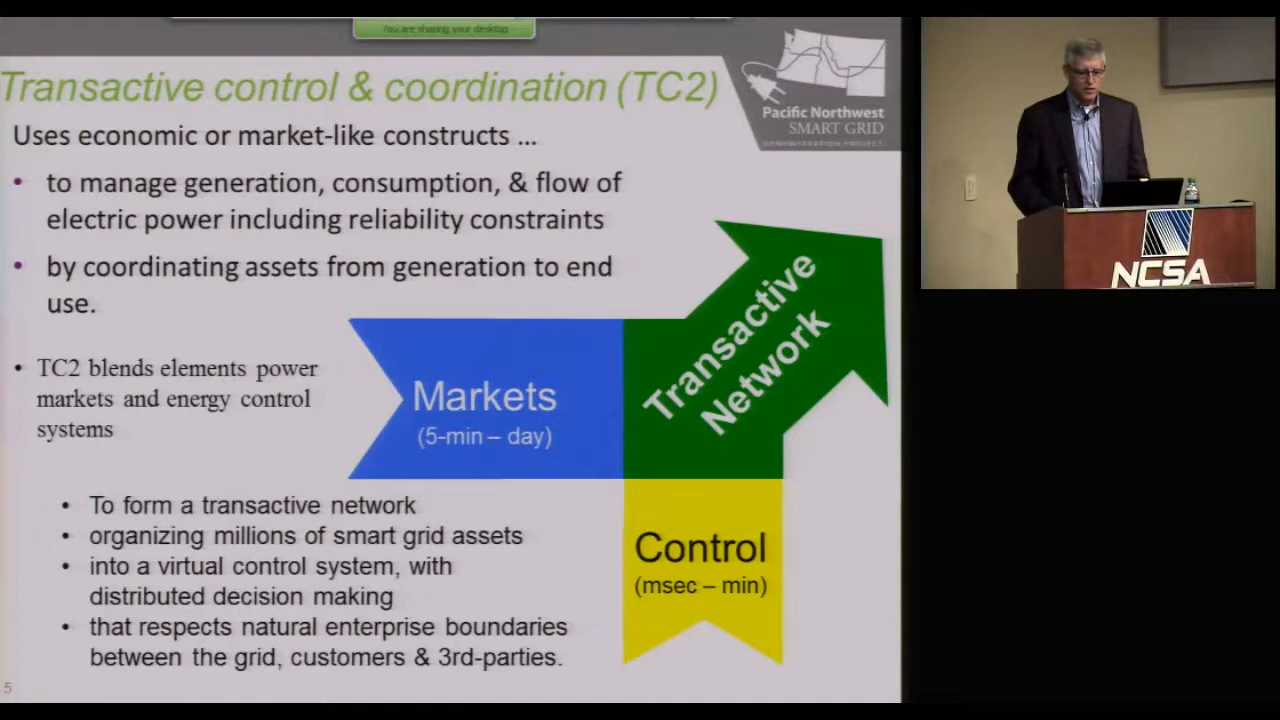 You are sharing your desktop
Transactive control & coordination (TC2)
Pacific Northwest
SMART GRID
DEMONSTRATION PROJECT
Uses economic or market-like constructs ...
• to manage generation, consumption, & flow of
electric power including reliability constraints
• by coordinating assets from generation to end
use.
• TC2 blends elements power
markets and energy control
systems
Markets
(5-min – day)
Transactive
Network
Control
(msec – min)
• To form a transactive network
• organizing millions of smart grid assets
• into a virtual control system, with
distributed decision making
• that respects natural enterprise boundaries
between the grid, customers & 3rd-parties.
5
NCSA